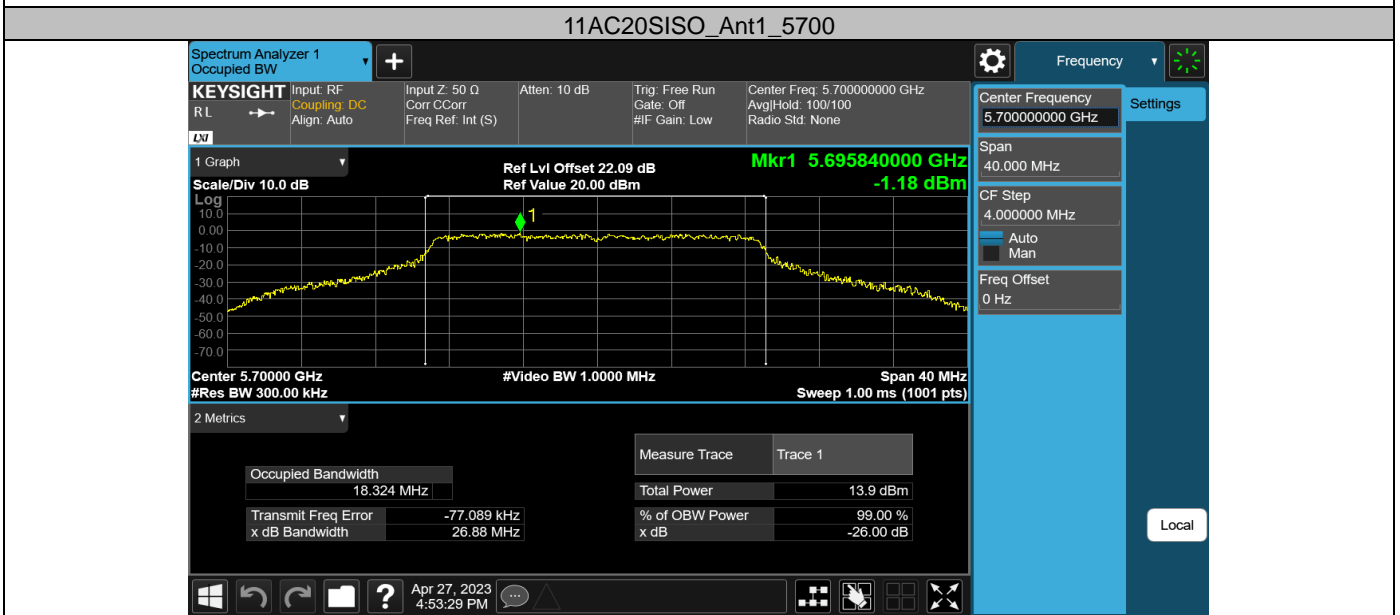 11AC20SISO_Ant1_5700
Spectrum Analyzer 1
Occupied BW
Frequency
KEYSIGHT
R L
LXI
Input: RF
Coupling: DC
Align: Auto
Input Z: 50 Ω
Corr CCorr
Freq Ref: Int (S)
Atten: 10 dB
Trig: Free Run
Gate: Off
#IF Gain: Low
Center Freq: 5.700000000 GHz
Avg|Hold: 100/100
Radio Std: None
Center Frequency
5.700000000 GHz
Settings
Span
40.000 MHz
CF Step
4.000000 MHz
Auto
Man
Freq Offset
0 Hz
1 Graph
Scale/Div 10.0 dB
Ref Lvl Offset 22.09 dB
Ref Value 20.00 dBm
Mkr1 5.695840000 GHz
-1.18 dBm
Log
10.0
0.00
-10.0
-20.0
-30.0
-40.0
-50.0
-60.0
-70.0
1
Center 5.70000 GHz
#Res BW 300.00 kHz
#Video BW 1.0000 MHz
Span 40 MHz
Sweep 1.00 ms (1001 pts)
2 Metrics
Measure Trace Trace 1
Occupied Bandwidth
18.324 MHz
Total Power 13.9 dBm
Transmit Freq Error -77.089 kHz
% of OBW Power 99.00 %
x dB Bandwidth 26.88 MHz
x dB -26.00 dB
Local
Apr 27, 2023
4:53:29 PM